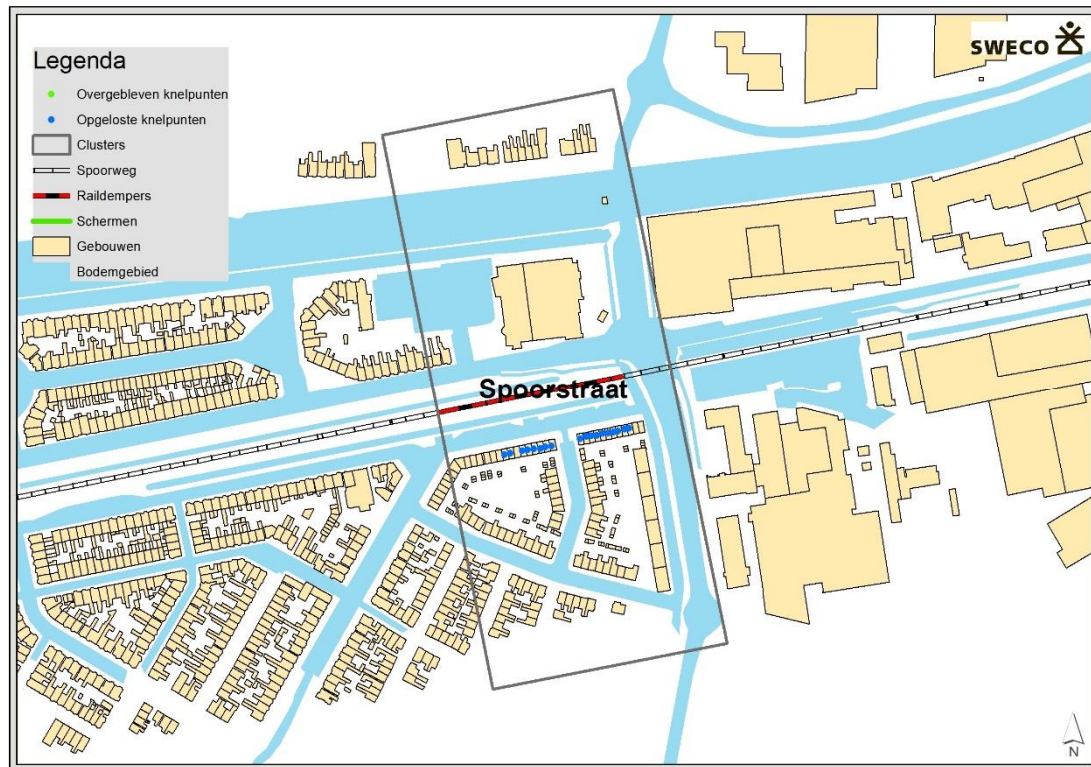 SWECO
Legenda
Overgebleven knelpunten
Opgeloste knelpunten
Clusters
Spoorweg
Raildempers
Schermen
Gebouwen
Bodemgebied
Spoorstraat
N